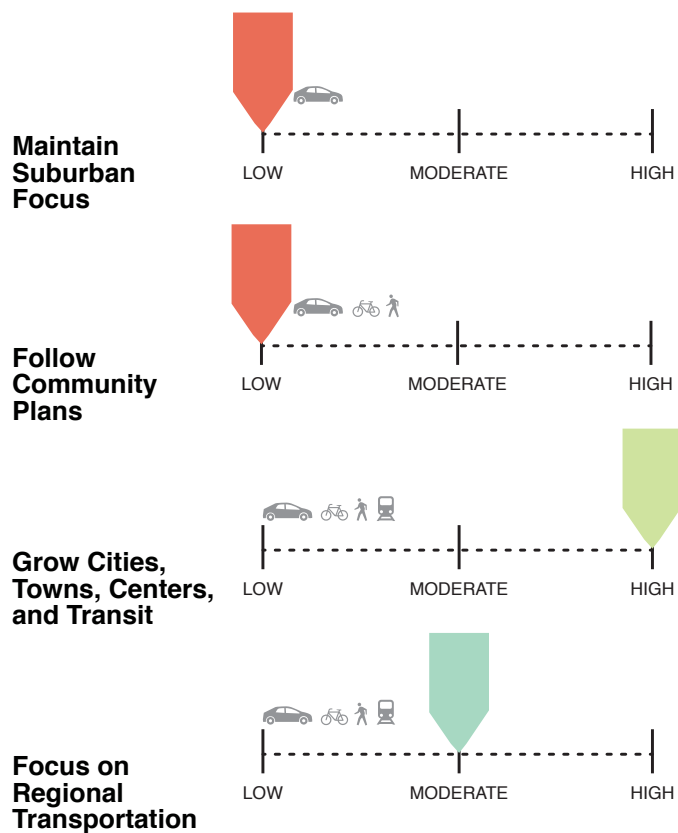 Maintain
Suburban
Focus
LOW MODERATE HIGH
Follow
Community
Plans
LOW MODERATE HIGH
Grow Cities,
Towns, Centers,
and Transit
LOW MODERATE HIGH
Focus on
Regional
Transportation
LOW MODERATE HIGH